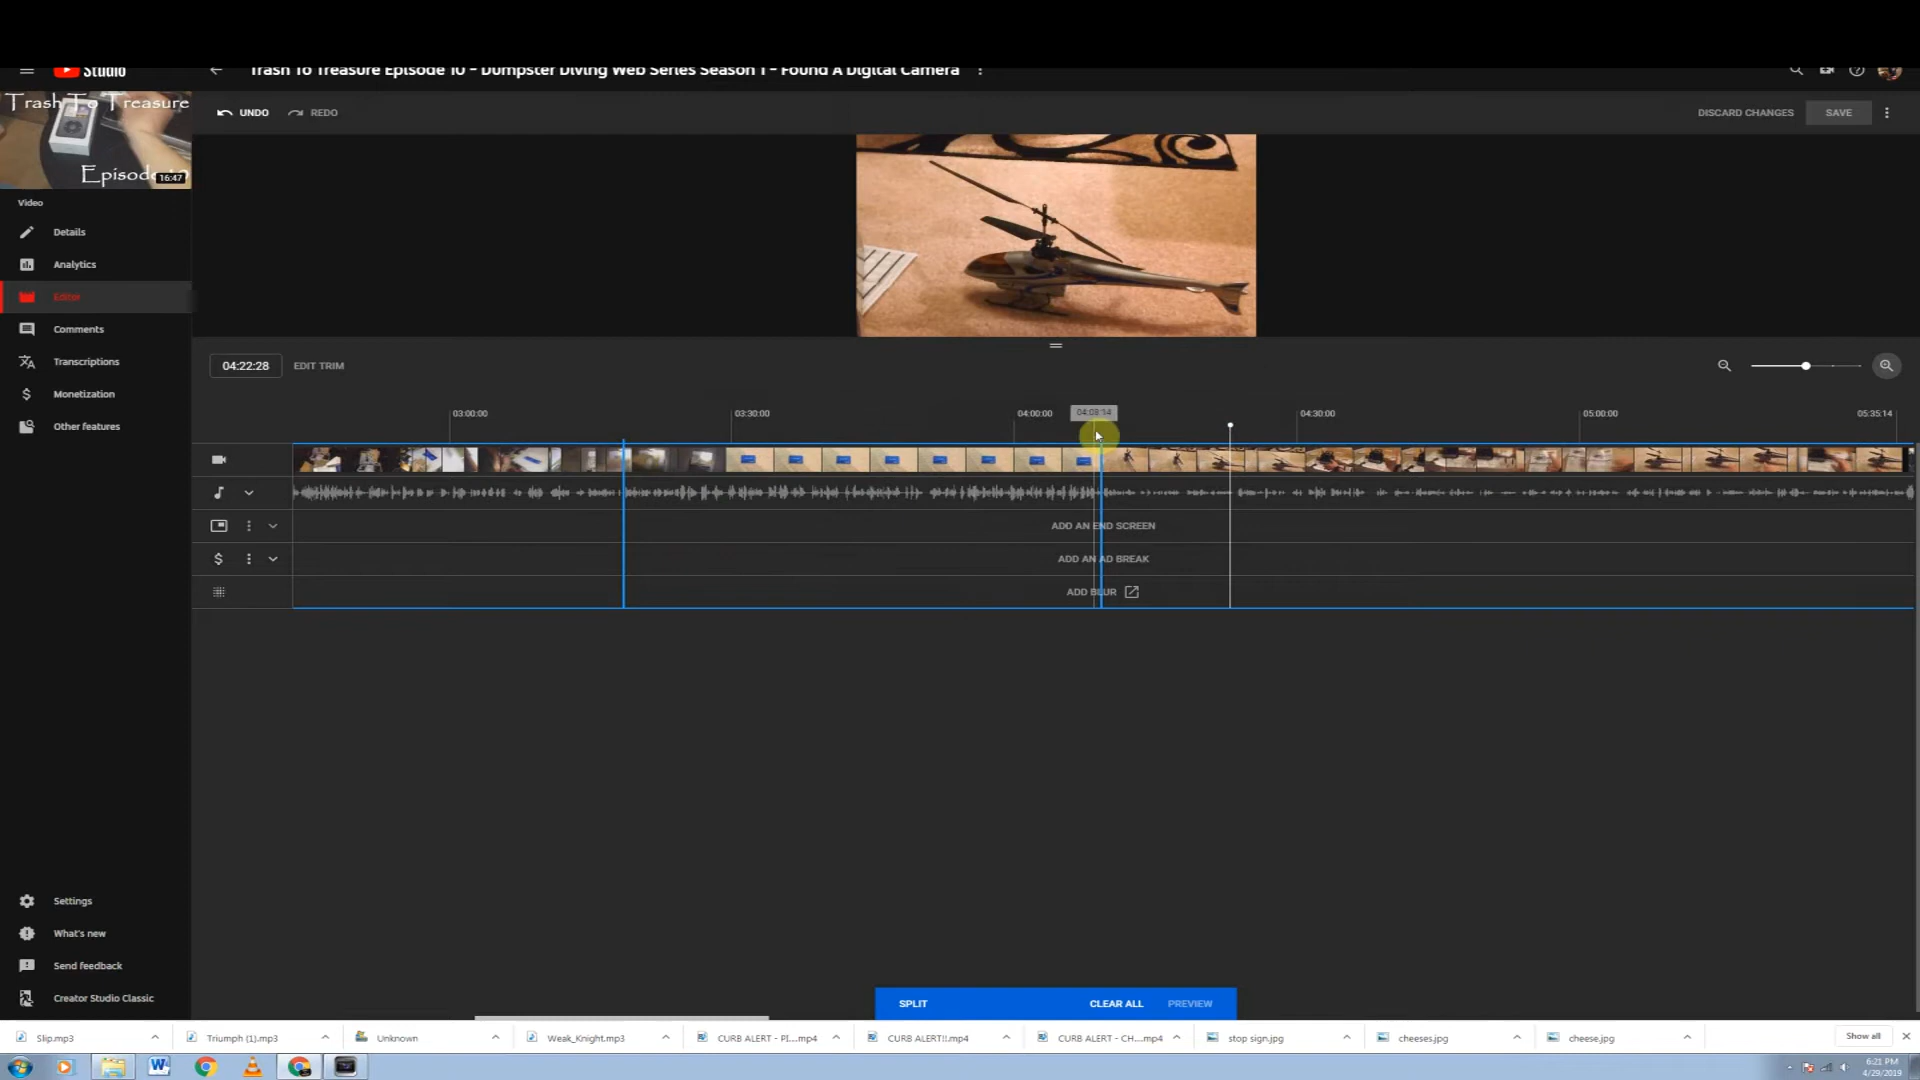 Studio
Trash To Treasure Episode 10 - Dumpster Diving Web Series Season 1 - Found A Digital Camera
Trash To Treasure
Episode 10
16:47
UNDO
REDO
DISCARD CHANGES
SAVE
Video
Details
Analytics
Editor
Comments
Transcriptions
Monetization
Other features
04:22:28
EDIT TRIM
03:00:00
03:30:00
04:00:00
04:08:14
04:30:00
05:00:00
05:35:14
ADD AN END SCREEN
ADD AN AD BREAK
ADD BLUR
Settings
What's new
Send feedback
Creator Studio Classic
SPLIT
CLEAR ALL
PREVIEW
Slip.mp3
Triumph (1).mp3
Unknown
Weak_Knight.mp3
CURB ALERT - PI....mp4
CURB ALERT!!.mp4
CURB ALERT - CH....mp4
stop sign.jpg
cheeses.jpg
cheese.jpg
Show all
6:21 PM
4/29/2019